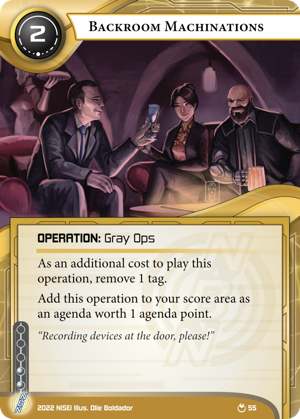 2
BACKROOM MACHINATIONS
OPERATION: Gray Ops
As an additional cost to play this
operation, remove 1 tag.
Add this operation to your score area as
an agenda worth 1 agenda point.
“Recording devices at the door, please!”
2022 NISEI Illus. Olie Boldador
55